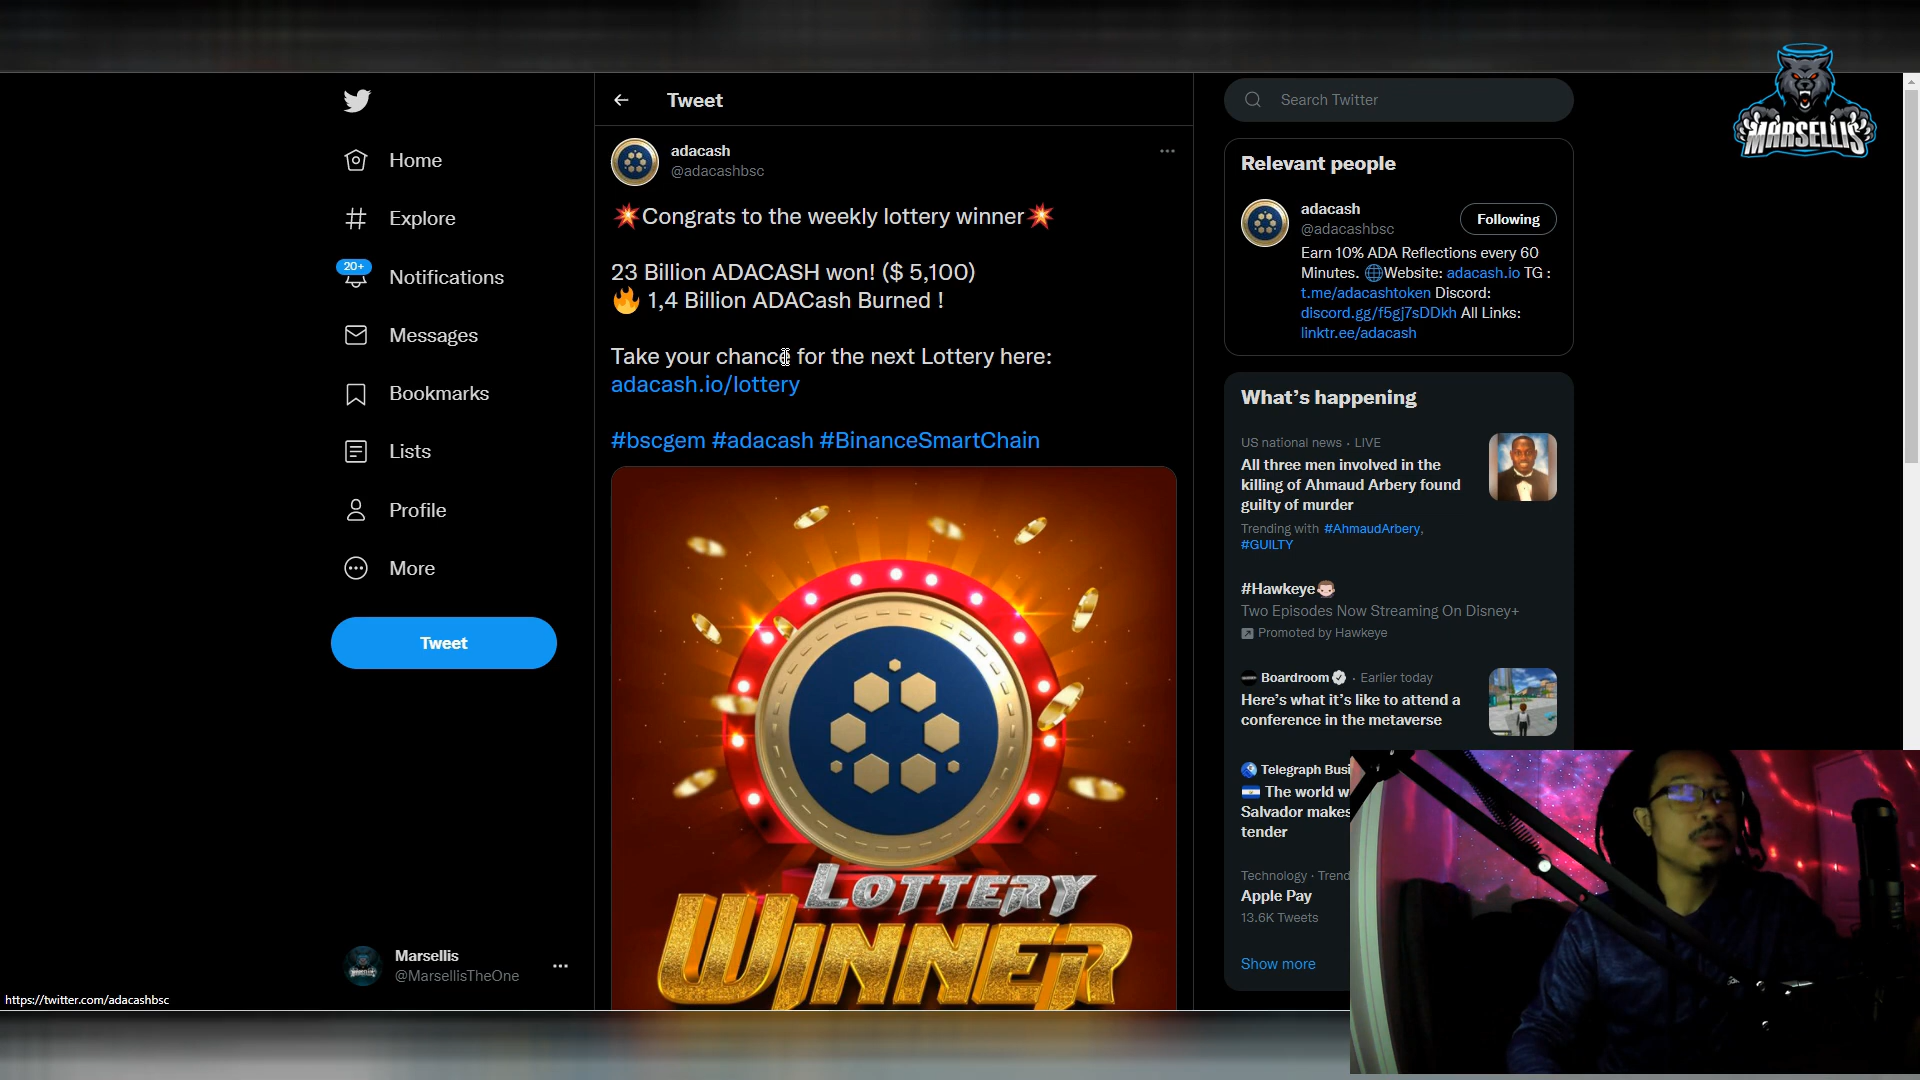 Home
Explore
20+
Notifications
Messages
Bookmarks
Lists
Profile
More
Tweet
Marsellis
@MarsellisTheOne
https://twitter.com/adacashbsc
Tweet
adacash
@adacashbsc
💥Congrats to the weekly lottery winner💥
23 Billion ADACASH won! ($ 5,100)
🔥 1,4 Billion ADACash Burned !
Take your chance for the next Lottery here:
adacash.io/lottery
#bscgem #adacash #BinanceSmartChain
LOTTERY
WINNER
Search Twitter
MARSELLIS
Relevant people
adacash
@adacashbsc
Following
Earn 10% ADA Reflections every 60
Minutes. 🌐Website: adacash.io TG :
t.me/adacashtoken Discord:
discord.gg/f5gj7sDDkh All Links:
linktr.ee/adacash
What's happening
US national news · LIVE
All three men involved in the
killing of Ahmaud Arbery found
guilty of murder
Trending with #AhmaudArbery,
#GUILTY
#Hawkeye
Two Episodes Now Streaming On Disney+
Promoted by Hawkeye
Boardroom · Earlier today
Here's what it's like to attend a
conference in the metaverse
Telegraph Busi
🇸🇻 The world w
Salvador makes
tender
Technology · Trend
Apple Pay
13.6K Tweets
Show more